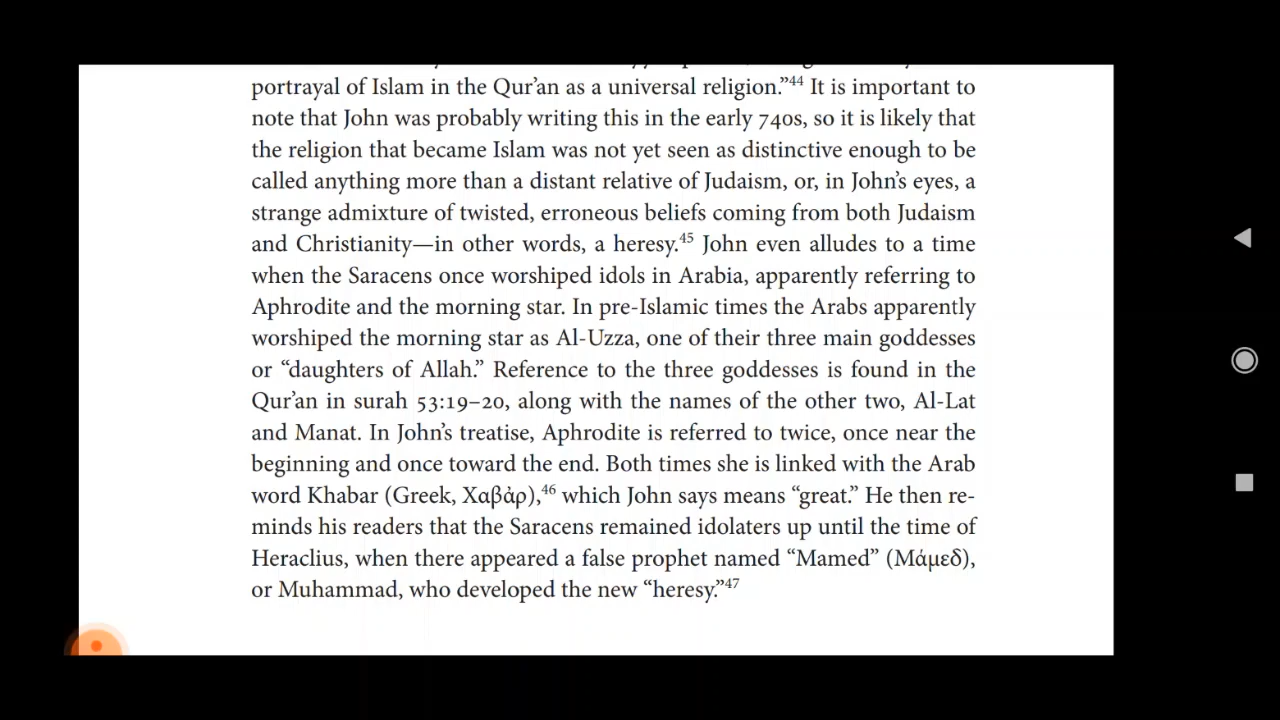 portrayal of Islam in the Qur’an as a universal religion.”44 It is important to
note that John was probably writing this in the early 740s, so it is likely that
the religion that became Islam was not yet seen as distinctive enough to be
called anything more than a distant relative of Judaism, or, in John’s eyes, a
strange admixture of twisted, erroneous beliefs coming from both Judaism
and Christianity—in other words, a heresy.45 John even alludes to a time
when the Saracens once worshiped idols in Arabia, apparently referring to
Aphrodite and the morning star. In pre-Islamic times the Arabs apparently
worshiped the morning star as Al-Uzza, one of their three main goddesses
or “daughters of Allah.” Reference to the three goddesses is found in the
Qur’an in surah 53:19–20, along with the names of the other two, Al-Lat
and Manat. In John’s treatise, Aphrodite is referred to twice, once near the
beginning and once toward the end. Both times she is linked with the Arab
word Khabar (Greek, Χαβὰρ),46 which John says means “great.” He then re-
minds his readers that the Saracens remained idolaters up until the time of
Heraclius, when there appeared a false prophet named “Mamed” (Μάμεδ),
or Muhammad, who developed the new “heresy.”47